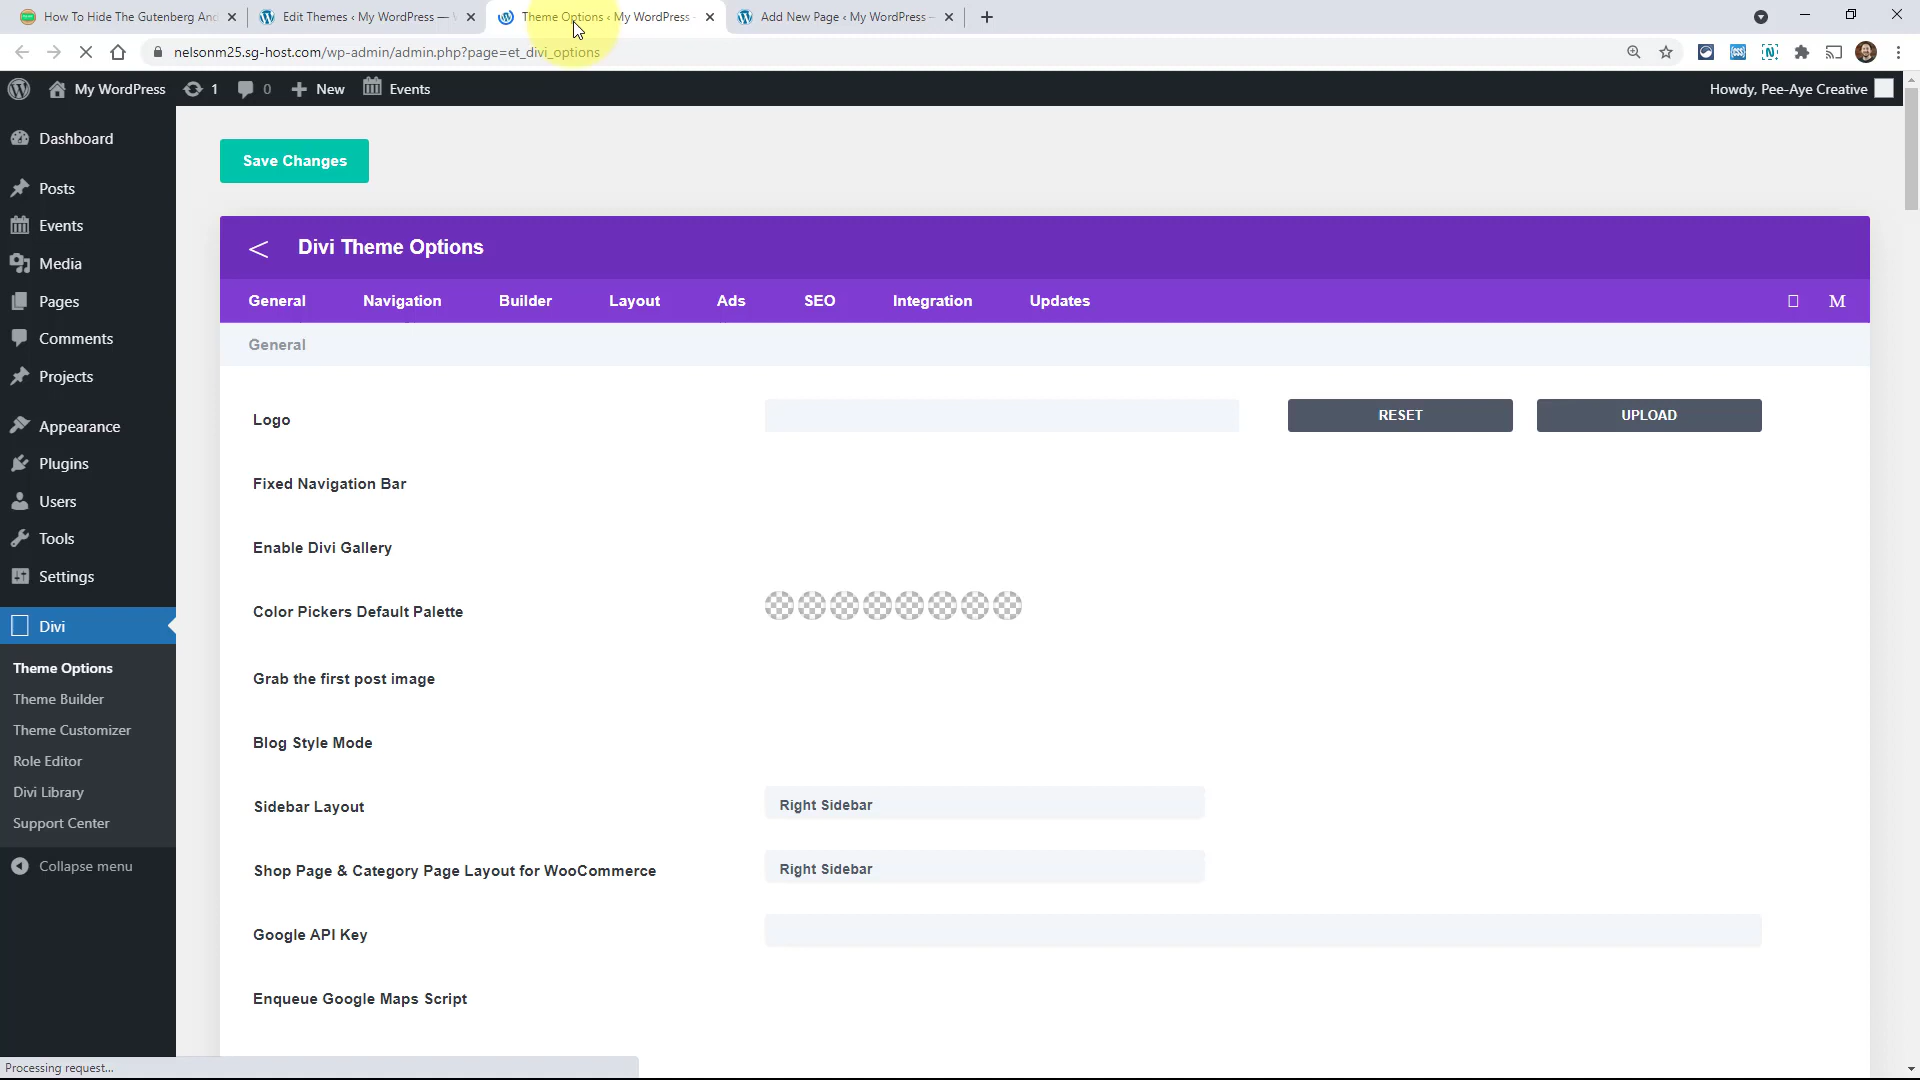 How To Hide The Gutenberg And
Edit Themes ‹ My WordPress —
Theme Options ‹ My WordPress
Add New Page ‹ My WordPress –
nelsonm25.sg-host.com/wp-admin/admin.php?page=et_divi_options
My WordPress
1
0
New
Events
Howdy, Pee-Aye Creative
Dashboard
Posts
Events
Media
Pages
Comments
Projects
Appearance
Plugins
Users
Tools
Settings
Divi
Theme Options
Theme Builder
Theme Customizer
Role Editor
Divi Library
Support Center
Collapse menu
Save Changes
< Divi Theme Options
General Navigation Builder Layout Ads SEO Integration Updates M
General
Logo RESET UPLOAD
Fixed Navigation Bar
Enable Divi Gallery
Color Pickers Default Palette
Grab the first post image
Blog Style Mode
Sidebar Layout Right Sidebar
Shop Page & Category Page Layout for WooCommerce Right Sidebar
Google API Key
Enqueue Google Maps Script
Processing request...